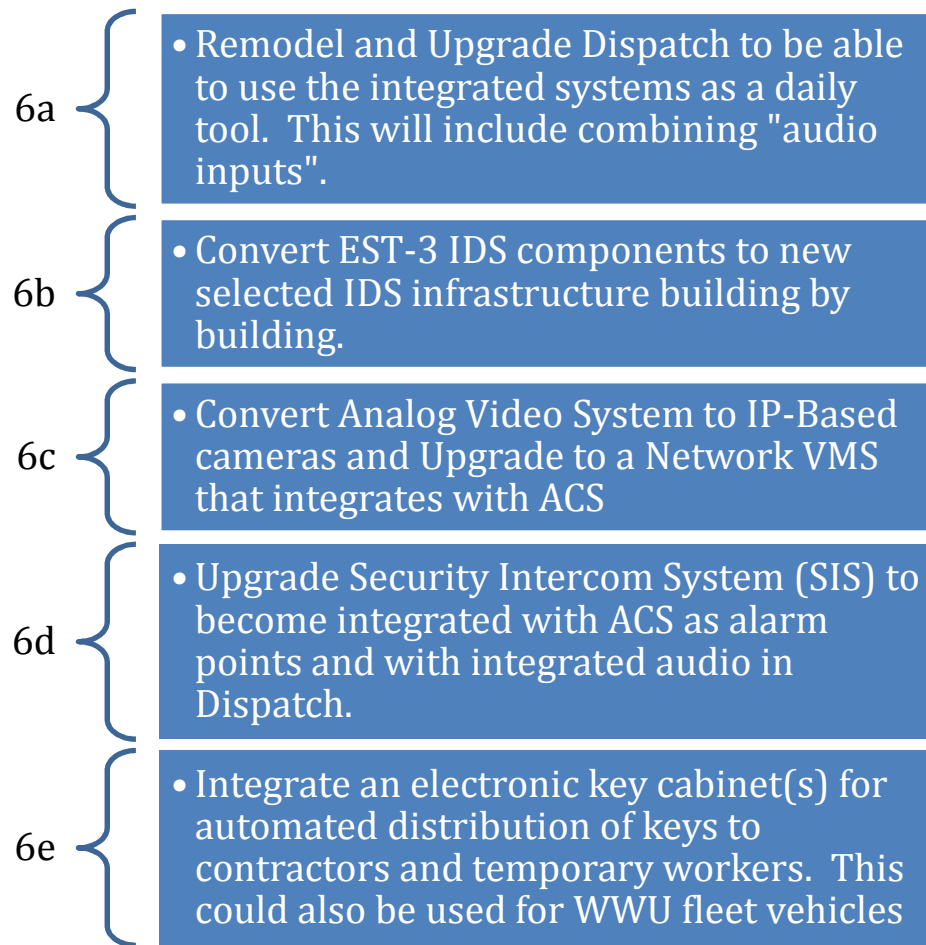 6a
• Remodel and Upgrade Dispatch to be able
to use the integrated systems as a daily
tool.  This will include combining "audio
inputs".
6b
• Convert EST-3 IDS components to new
selected IDS infrastructure building by
building.
6c
• Convert Analog Video System to IP-Based
cameras and Upgrade to a Network VMS
that integrates with ACS
6d
• Upgrade Security Intercom System (SIS) to
become integrated with ACS as alarm
points and with integrated audio in
Dispatch.
6e
• Integrate an electronic key cabinet(s) for
automated distribution of keys to
contractors and temporary workers.  This
could also be used for WWU fleet vehicles